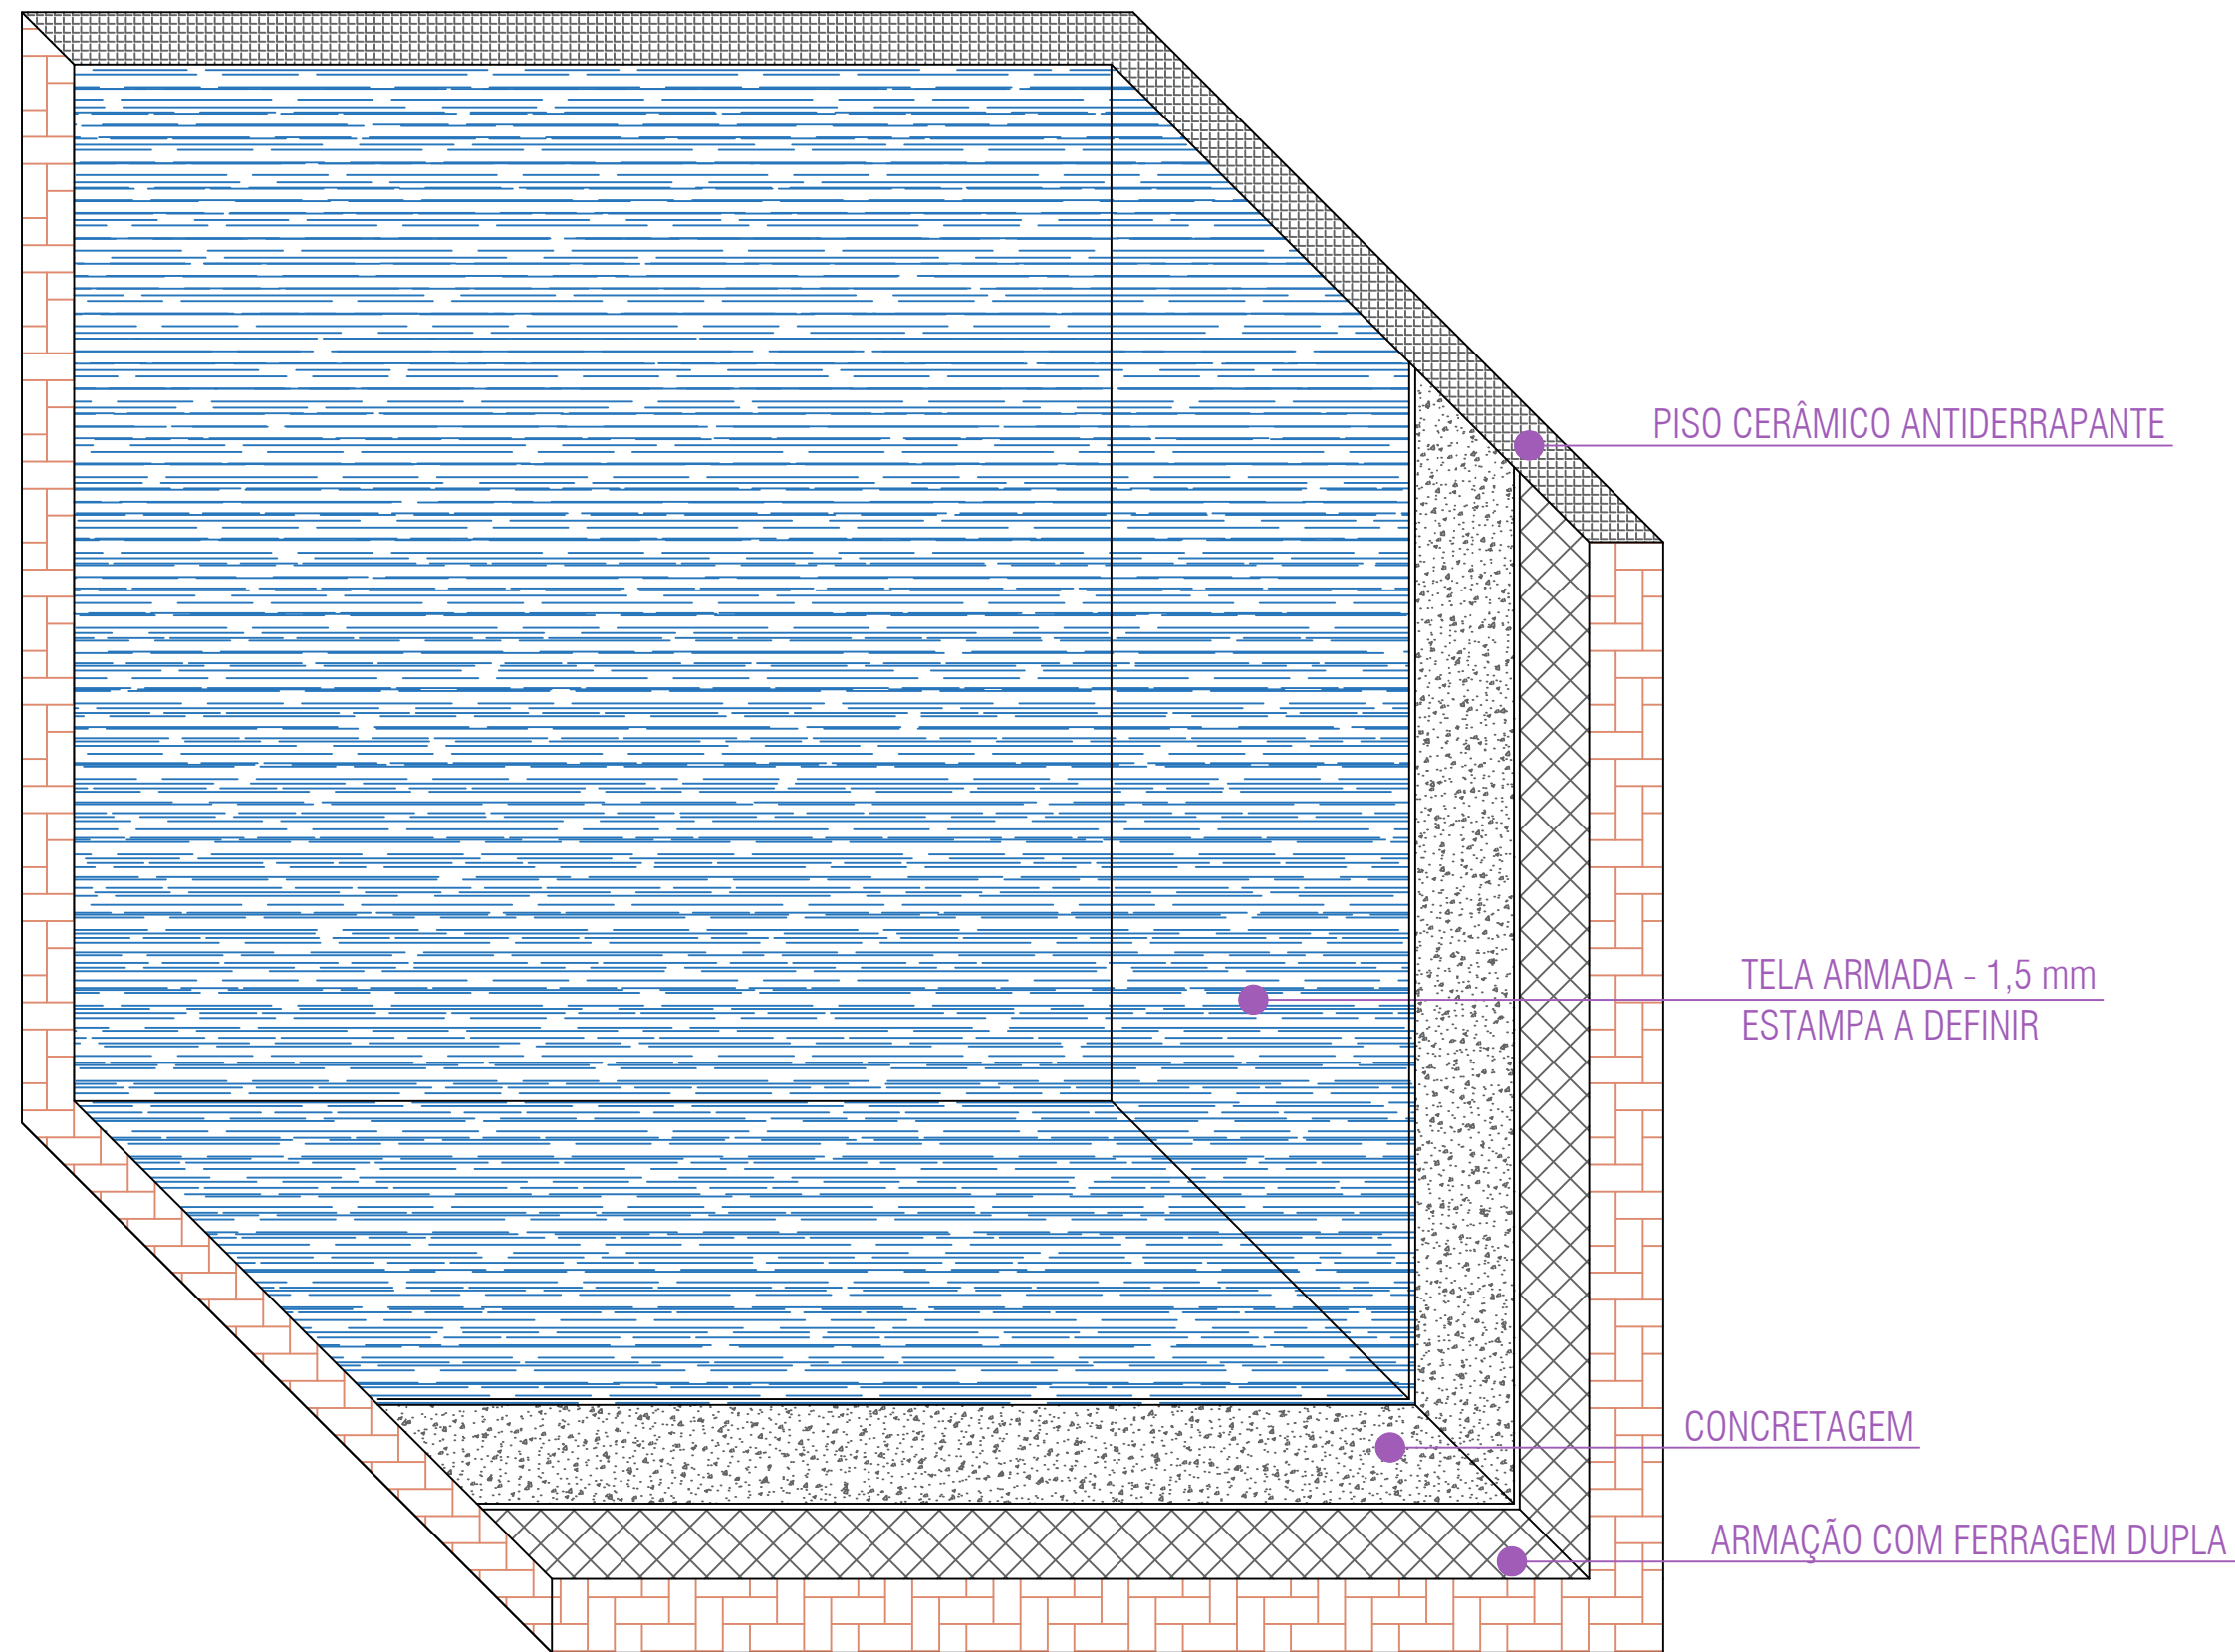 PISO CERÂMICO ANTIDERRAPANTE
TELA ARMADA - 1,5 mm
ESTAMPA A DEFINIR
CONCRETAGEM
ARMAÇÃO COM FERRAGEM DUPLA